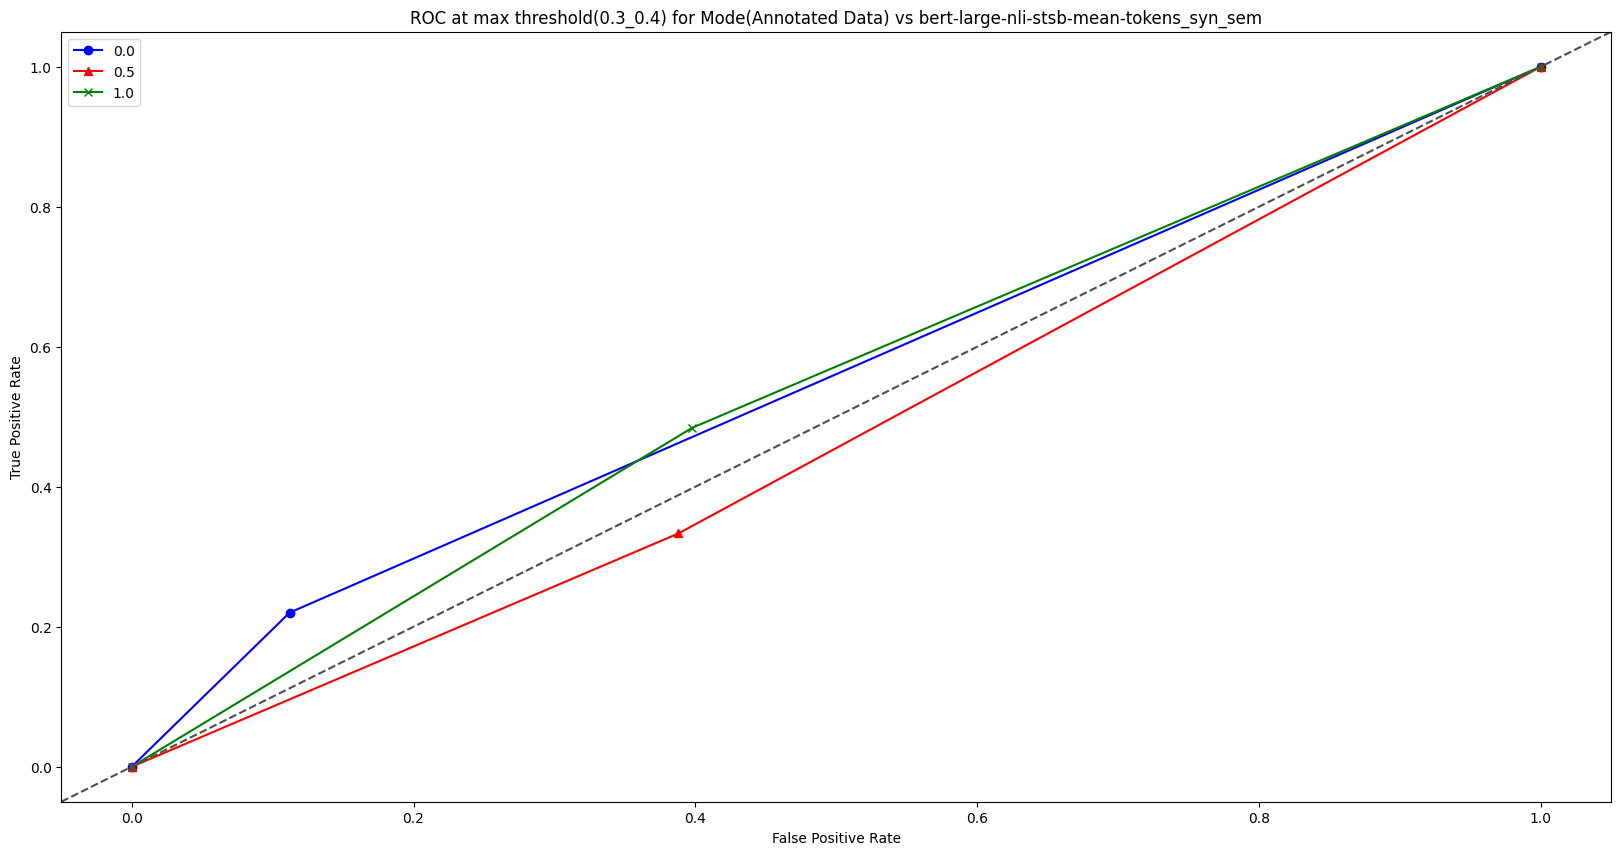 ROC at max threshold(0.3_0.4) for Mode(Annotated Data) vs bert-large-nli-stsb-mean-tokens_syn_sem
0.0
0.5
1.0
1.0
0.8
0.6
0.4
0.2
0.0
True Positive Rate
0.0 0.2 0.4 0.6 0.8 1.0
False Positive Rate